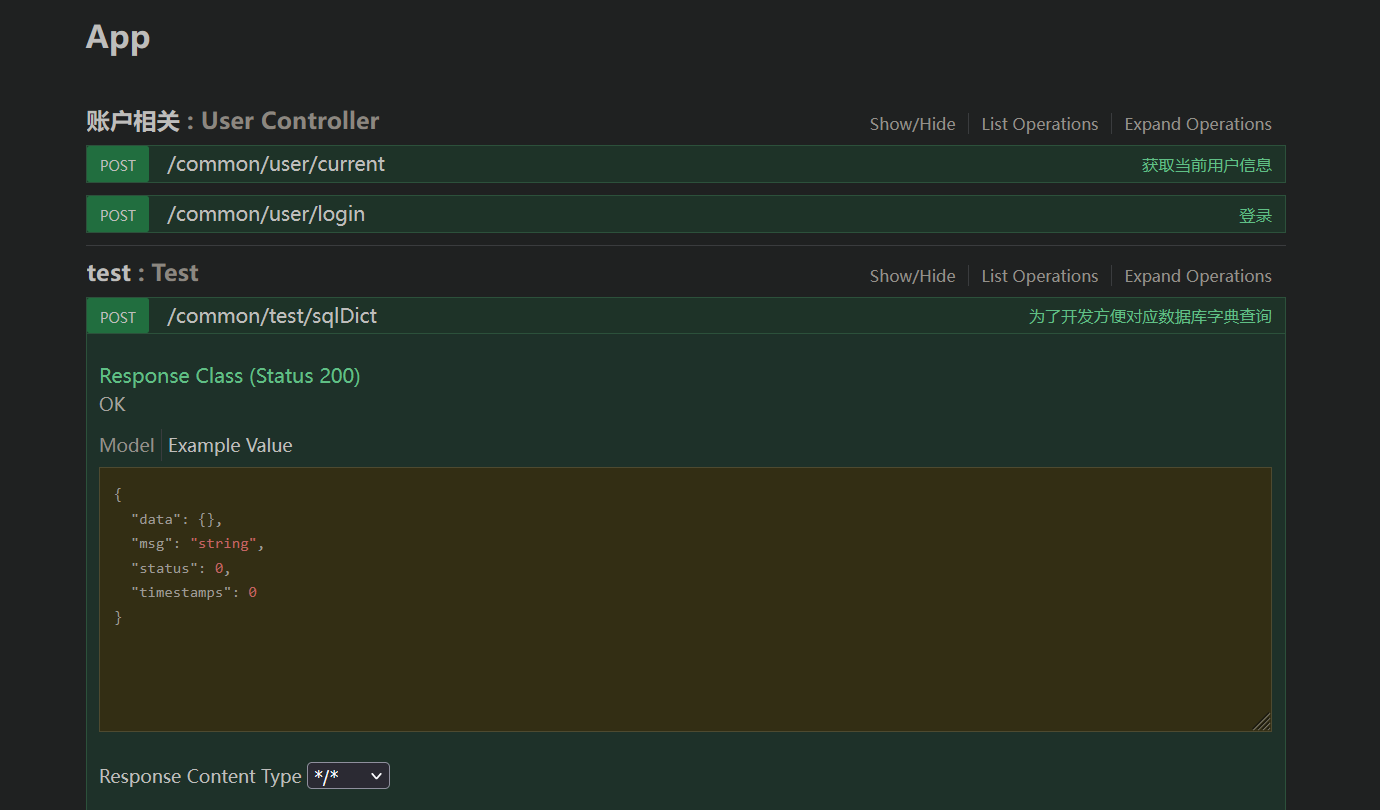 App
账户相关 : User Controller
Show/Hide
List Operations
Expand Operations
POST /common/user/current 获取当前用户信息
POST /common/user/login 登录
test : Test
Show/Hide
List Operations
Expand Operations
POST /common/test/sqlDict 为了开发方便对应数据库字典查询
Response Class (Status 200)
OK
Model Example Value
{
  "data": {},
  "msg": "string",
  "status": 0,
  "timestamps": 0
}
Response Content Type */*